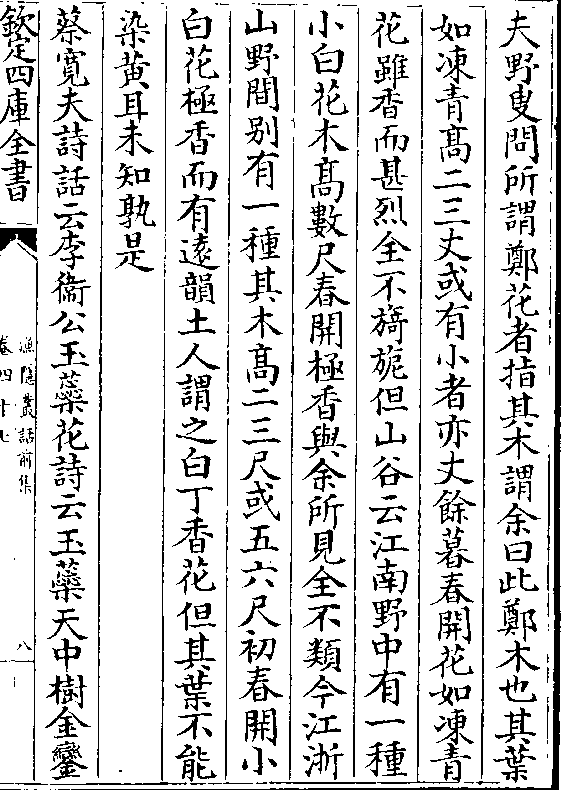 夫野叟問所謂鄭花者指其木謂余曰此鄭木也其葉
如凍青髙二三丈或有小者亦丈餘暮春開花如凍青
花雖香而甚烈全不旖旎但山谷云江南野中有一種
小白花木髙數尺春開極香與余所見全不類今江浙
山野間别有一種其木髙二三尺或五六尺初春開小
白花極香而有逺韻土人謂之白丁香花但其葉不能
染黄耳未知孰是
蔡寛夫詩話云李衞公玉蘂花詩云玉蘂天中樹金鑾
欽定四庫全書
漁隱叢話前集
卷四十七
八